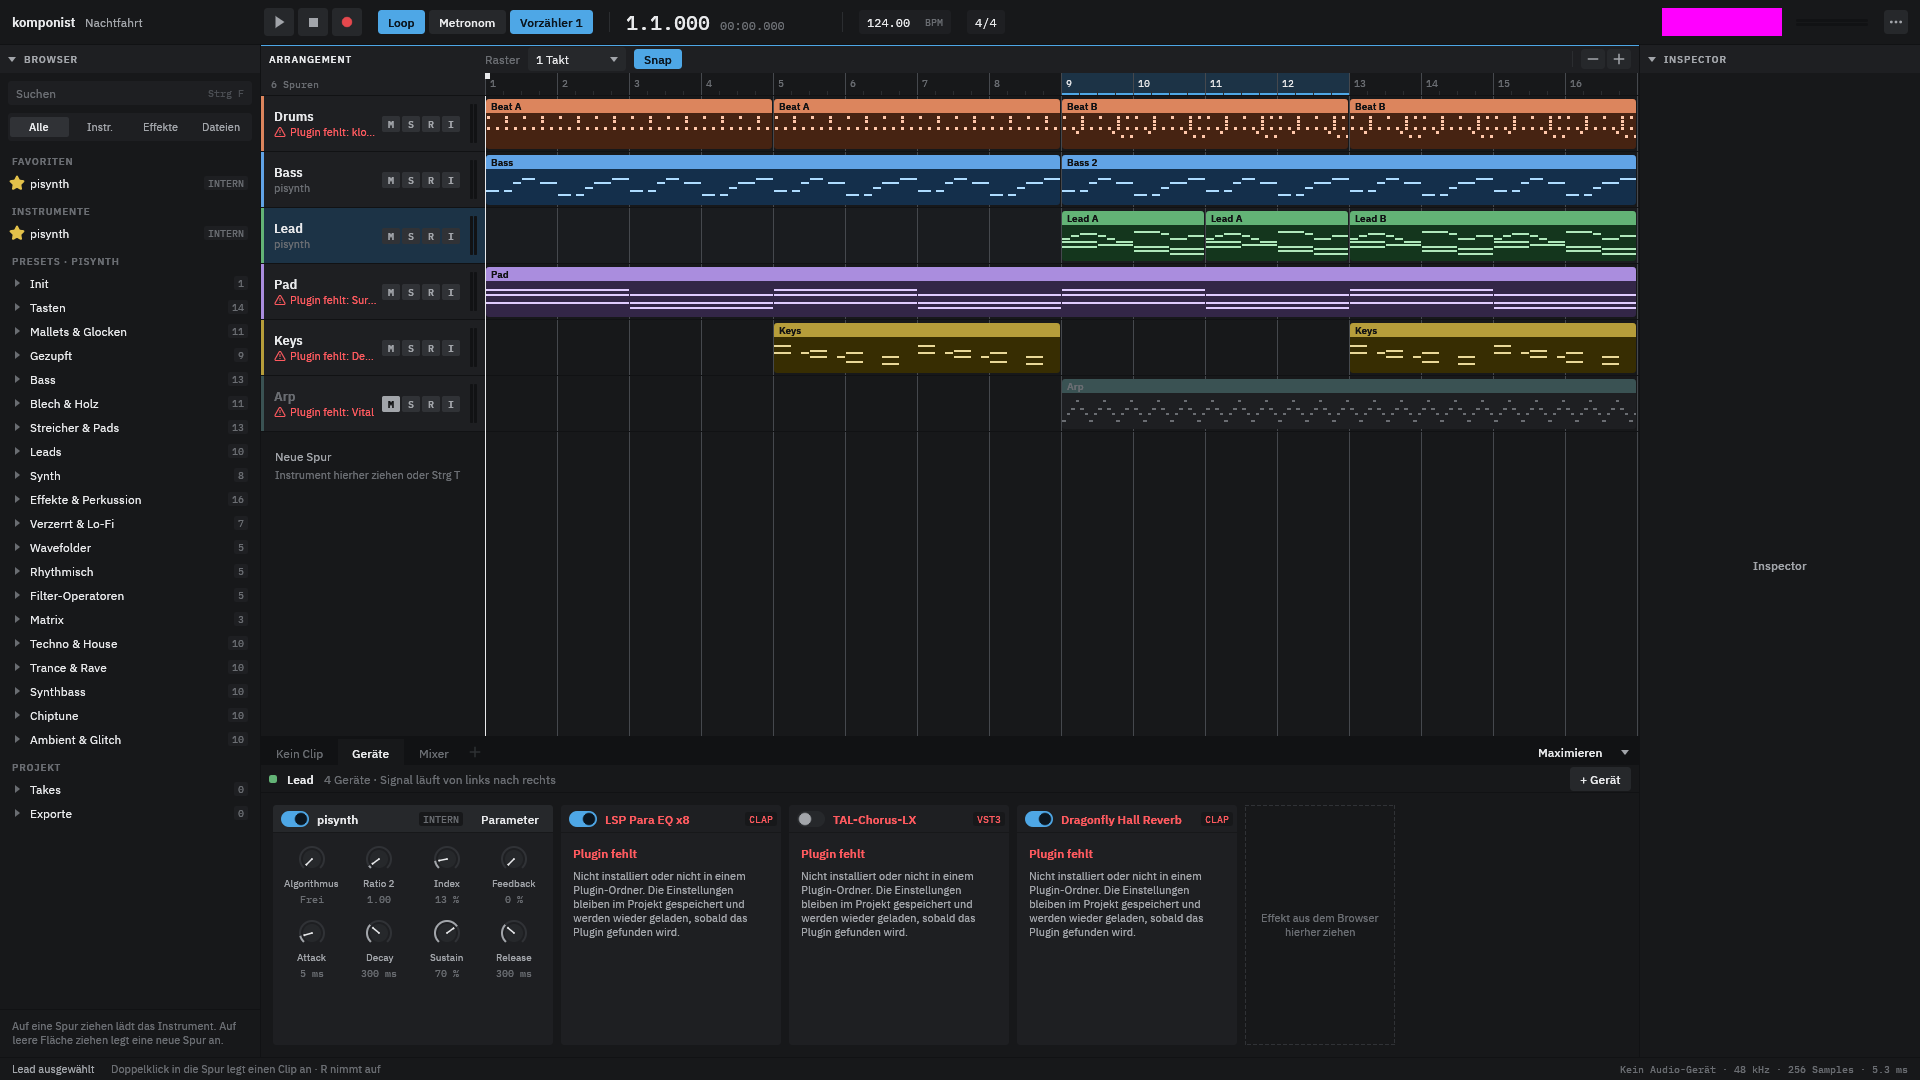 komponist Nachtfahrt
Loop Metronom Vorzähler 1 1.1.000 00:00.000 124.00 BPM 4/4
BROWSER
Suchen Strg F
Alle Instr. Effekte Dateien
FAVORITEN
pisynth INTERN
INSTRUMENTE
pisynth INTERN
PRESETS · PISYNTH
Init 1
Tasten 14
Mallets & Glocken 11
Gezupft 9
Bass 13
Blech & Holz 11
Streicher & Pads 13
Leads 10
Synth 8
Effekte & Perkussion 16
Verzerrt & Lo-Fi 7
Wavefolder 5
Rhythmisch 5
Filter-Operatoren 5
Matrix 3
Techno & House 10
Trance & Rave 10
Synthbass 10
Chiptune 10
Ambient & Glitch 10
PROJEKT
Takes 0
Exporte 0
Auf eine Spur ziehen lädt das Instrument. Auf
leere Fläche ziehen legt eine neue Spur an.
ARRANGEMENT Raster 1 Takt Snap
6 Spuren 1 2 3 4 5 6 7 8 9 10 11 12 13 14 15 16
Drums
Plugin fehlt: klo... M S R I
Beat A Beat A Beat B Beat B
Bass
pisynth M S R I
Bass Bass 2
Lead
pisynth M S R I
Lead A Lead A Lead B
Pad
Plugin fehlt: Sur... M S R I
Pad
Keys
Plugin fehlt: De... M S R I
Keys Keys
Arp
Plugin fehlt: Vital M S R I
Arp
Neue Spur
Instrument hierher ziehen oder Strg T
INSPECTOR
Inspector
Kein Clip Geräte Mixer + Maximieren
Lead 4 Geräte · Signal läuft von links nach rechts + Gerät
pisynth INTERN Parameter
Algorithmus Ratio 2 Index Feedback
Frei 1.00 13 % 0 %
Attack Decay Sustain Release
5 ms 300 ms 70 % 300 ms
LSP Para EQ x8 CLAP
Plugin fehlt
Nicht installiert oder nicht in einem
Plugin-Ordner. Die Einstellungen
bleiben im Projekt gespeichert und
werden wieder geladen, sobald das
Plugin gefunden wird.
TAL-Chorus-LX VST3
Plugin fehlt
Nicht installiert oder nicht in einem
Plugin-Ordner. Die Einstellungen
bleiben im Projekt gespeichert und
werden wieder geladen, sobald das
Plugin gefunden wird.
Dragonfly Hall Reverb CLAP
Plugin fehlt
Nicht installiert oder nicht in einem
Plugin-Ordner. Die Einstellungen
bleiben im Projekt gespeichert und
werden wieder geladen, sobald das
Plugin gefunden wird.
Effekt aus dem Browser
hierher ziehen
Lead ausgewählt Doppelklick in die Spur legt einen Clip an · R nimmt auf
Kein Audio-Gerät · 48 kHz · 256 Samples · 5.3 ms